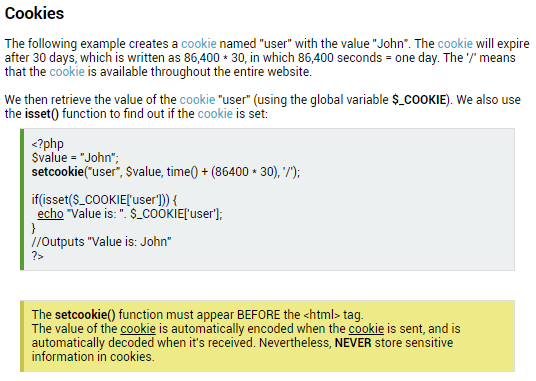 Cookies
The following example creates a cookie named "user" with the value "John". The cookie will expire
after 30 days, which is written as 86,400 * 30, in which 86,400 seconds = one day. The '/' means
that the cookie is available throughout the entire website.
We then retrieve the value of the cookie "user" (using the global variable $_COOKIE). We also use
the isset() function to find out if the cookie is set:
<?php
$value = "John";
setcookie("user", $value, time() + (86400 * 30), '/');
if(isset($_COOKIE['user'])) {
echo "Value is: ". $_COOKIE['user'];
}
//Outputs "Value is: John"
?>
The setcookie() function must appear BEFORE the <html> tag.
The value of the cookie is automatically encoded when the cookie is sent, and is
automatically decoded when it's received. Nevertheless, NEVER store sensitive
information in cookies.